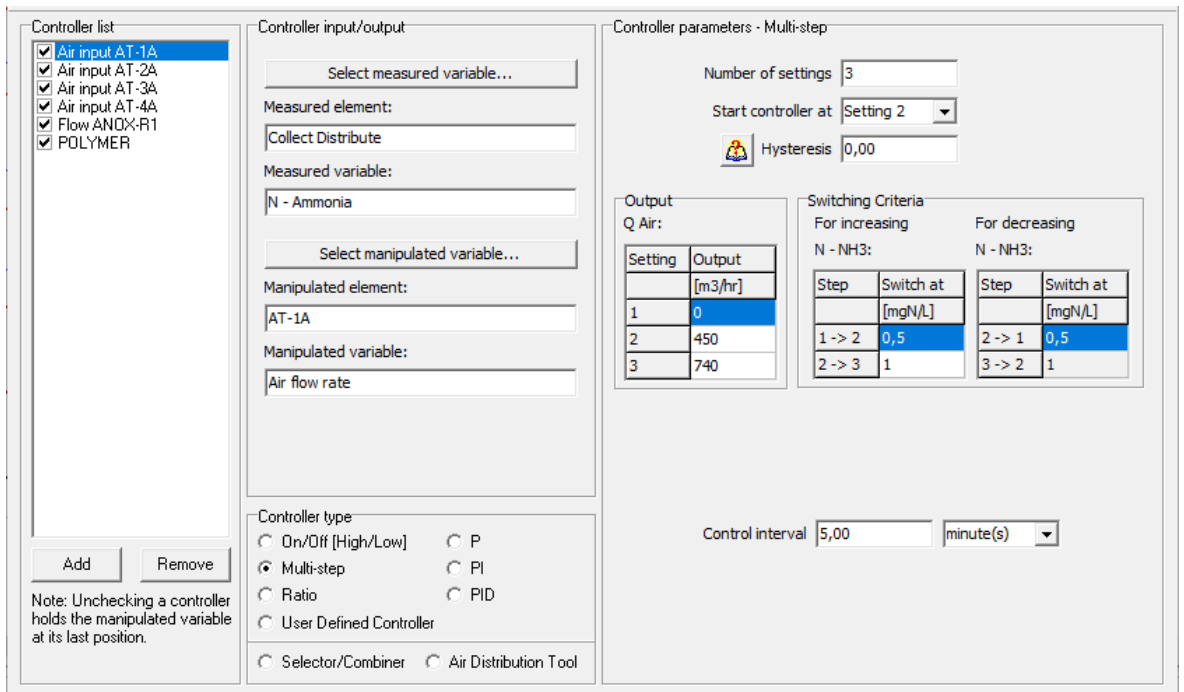 Controller list
Air input AT-1A
Air input AT-2A
Air input AT-3A
Air input AT-4A
Flow ANOX-R1
POLYMER
Add
Remove
Note: Unchecking a controller
holds the manipulated variable
at its last position.
Controller input/output
Select measured variable...
Measured element:
Collect Distribute
Measured variable:
N - Ammonia
Select manipulated variable...
Manipulated element:
AT-1A
Manipulated variable:
Air flow rate
Controller type
On/Off [High/Low]
P
Multi-step
PI
Ratio
PID
User Defined Controller
Selector/Combiner
Air Distribution Tool
Controller parameters - Multi-step
Number of settings 3
Start controller at Setting 2
Hysteresis 0,00
Output
Q Air:
Setting Output
[m3/hr]
1 0
2 450
3 740
Switching Criteria
For increasing
N - NH3:
Step Switch at
[mgN/L]
1 -> 2 0,5
2 -> 3 1
For decreasing
N - NH3:
Step Switch at
[mgN/L]
2 -> 1 0,5
3 -> 2 1
Control interval 5,00 minute(s)